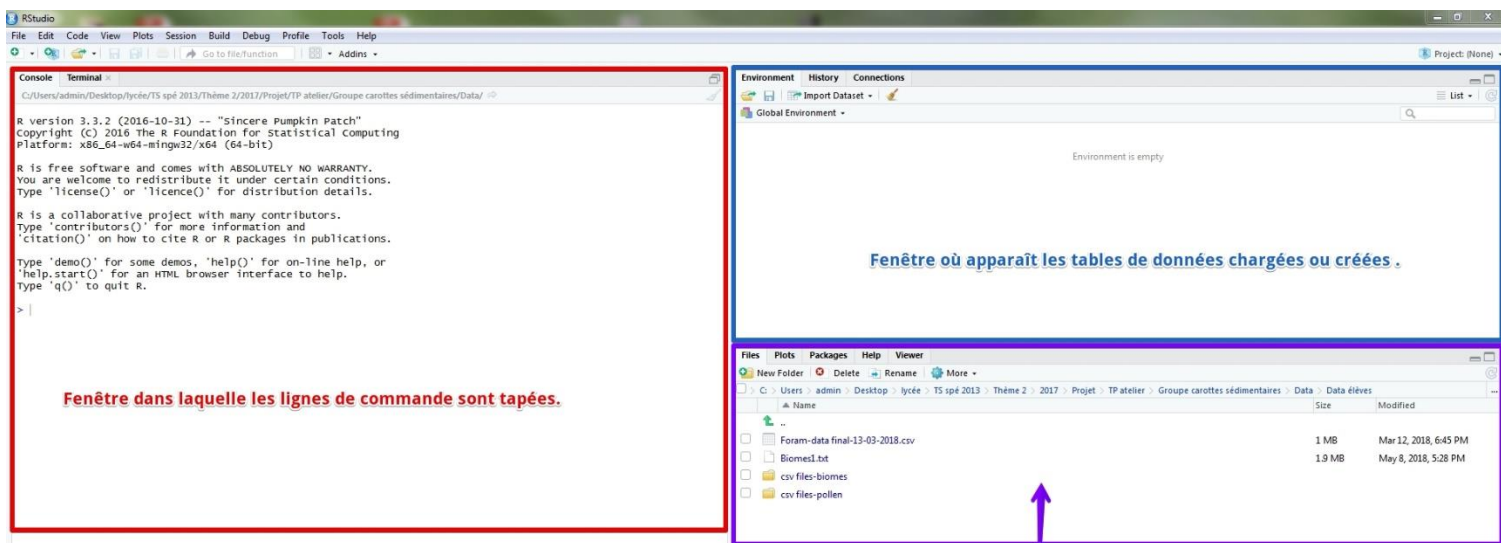 RStudio
File Edit Code View Plots Session Build Debug Profile Tools Help
Go to file/function Addins
Project: (None)
Console Terminal
C:/Users/admin/Desktop/lycée/TS spé 2013/Thème 2/2017/Projet/TP atelier/Groupe carottes sédimentaires/Data/
R version 3.3.2 (2016-10-31) -- "Sincere Pumpkin Patch"
Copyright (C) 2016 The R Foundation for Statistical Computing
Platform: x86_64-w64-mingw32/x64 (64-bit)
R is free software and comes with ABSOLUTELY NO WARRANTY.
You are welcome to redistribute it under certain conditions.
Type 'license()' or 'licence()' for distribution details.
R is a collaborative project with many contributors.
Type 'contributors()' for more information and
'citation()' on how to cite R or R packages in publications.
Type 'demo()' for some demos, 'help()' for on-line help, or
'help.start()' for an HTML browser interface to help.
Type 'q()' to quit R.
>
Fenêtre dans laquelle les lignes de commande sont tapées.
Environment History Connections
Import Dataset List
Global Environment
Environment is empty
Fenêtre où apparaît les tables de données chargées ou créées .
Files Plots Packages Help Viewer
New Folder Delete Rename More
C: > Users > admin > Desktop > lycée > TS spé 2013 > Thème 2 > 2017 > Projet > TP atelier > Groupe carottes sédimentaires > Data > Data élèves ...
Name Size Modified
..
Foram-data final-13-03-2018.csv 1 MB Mar 12, 2018, 6:45 PM
Biomes1.txt 1.9 MB May 8, 2018, 5:28 PM
csv files-biomes
csv files-pollen